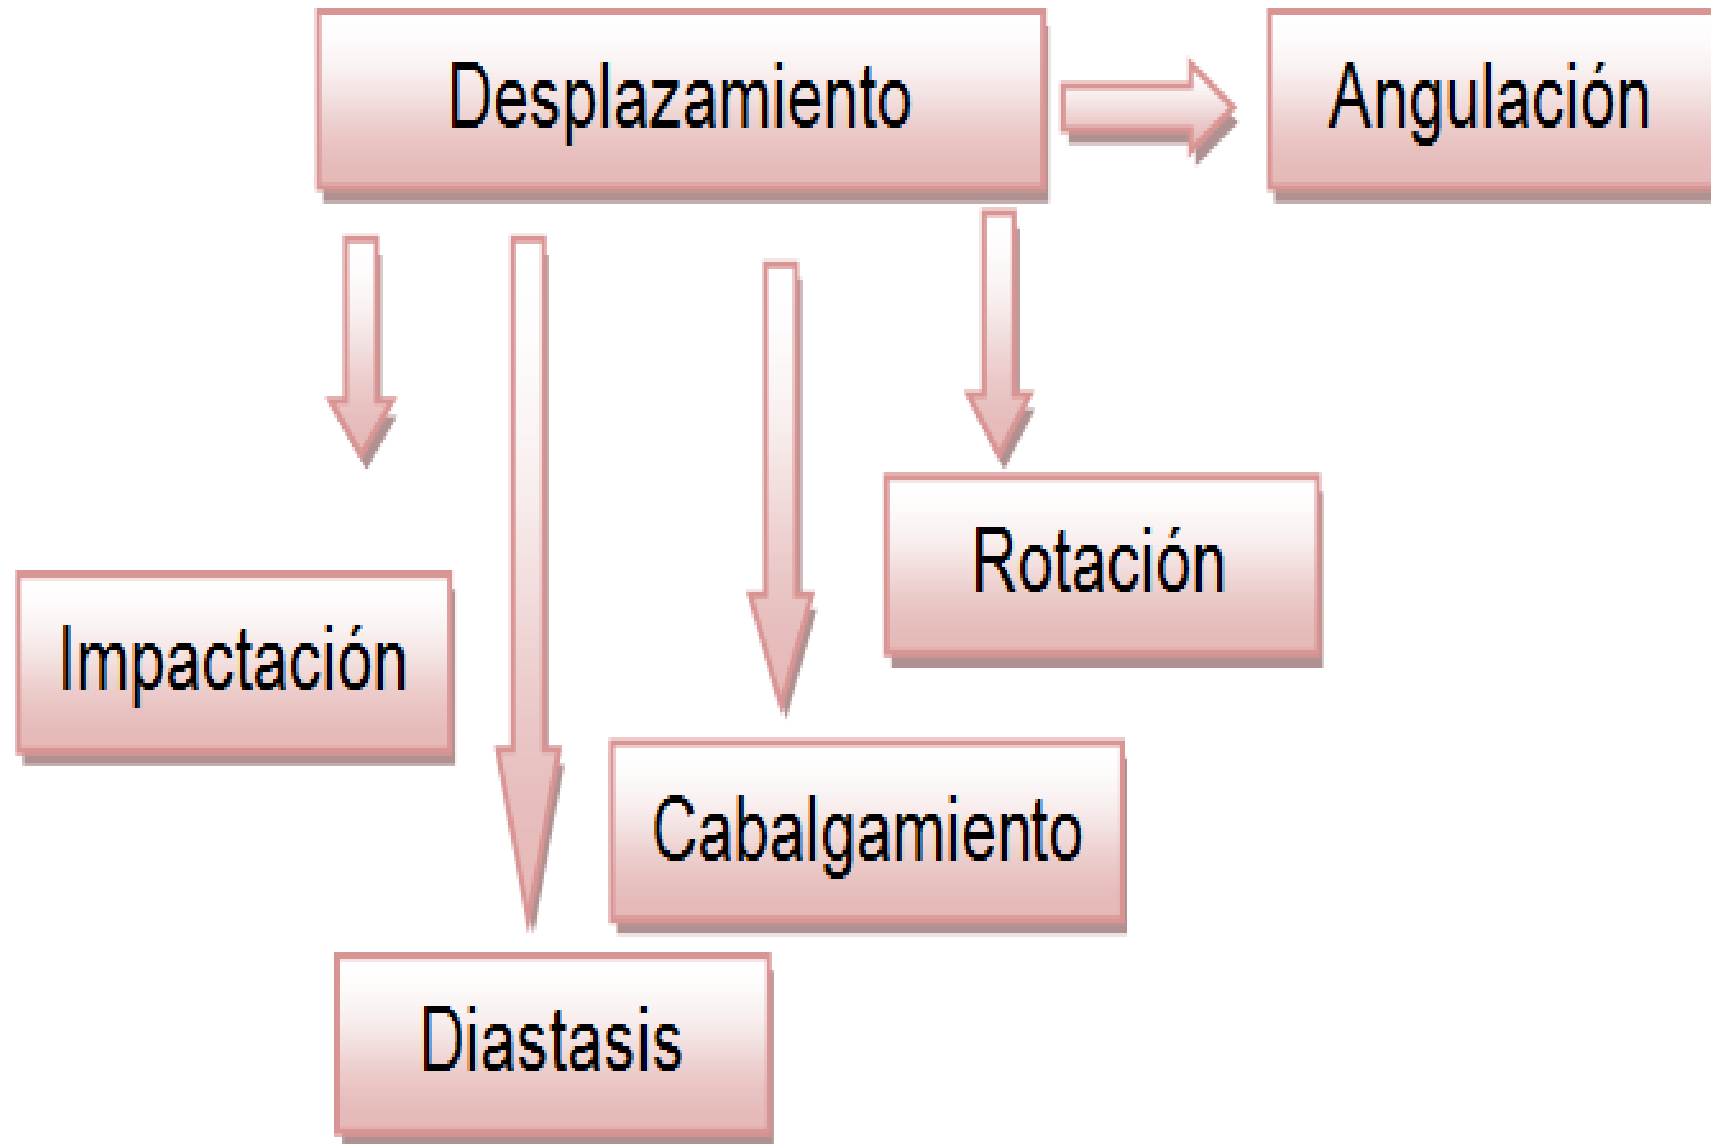 Desplazamiento
Angulación
Rotación
Impactación
Cabalgamiento
Diastasis